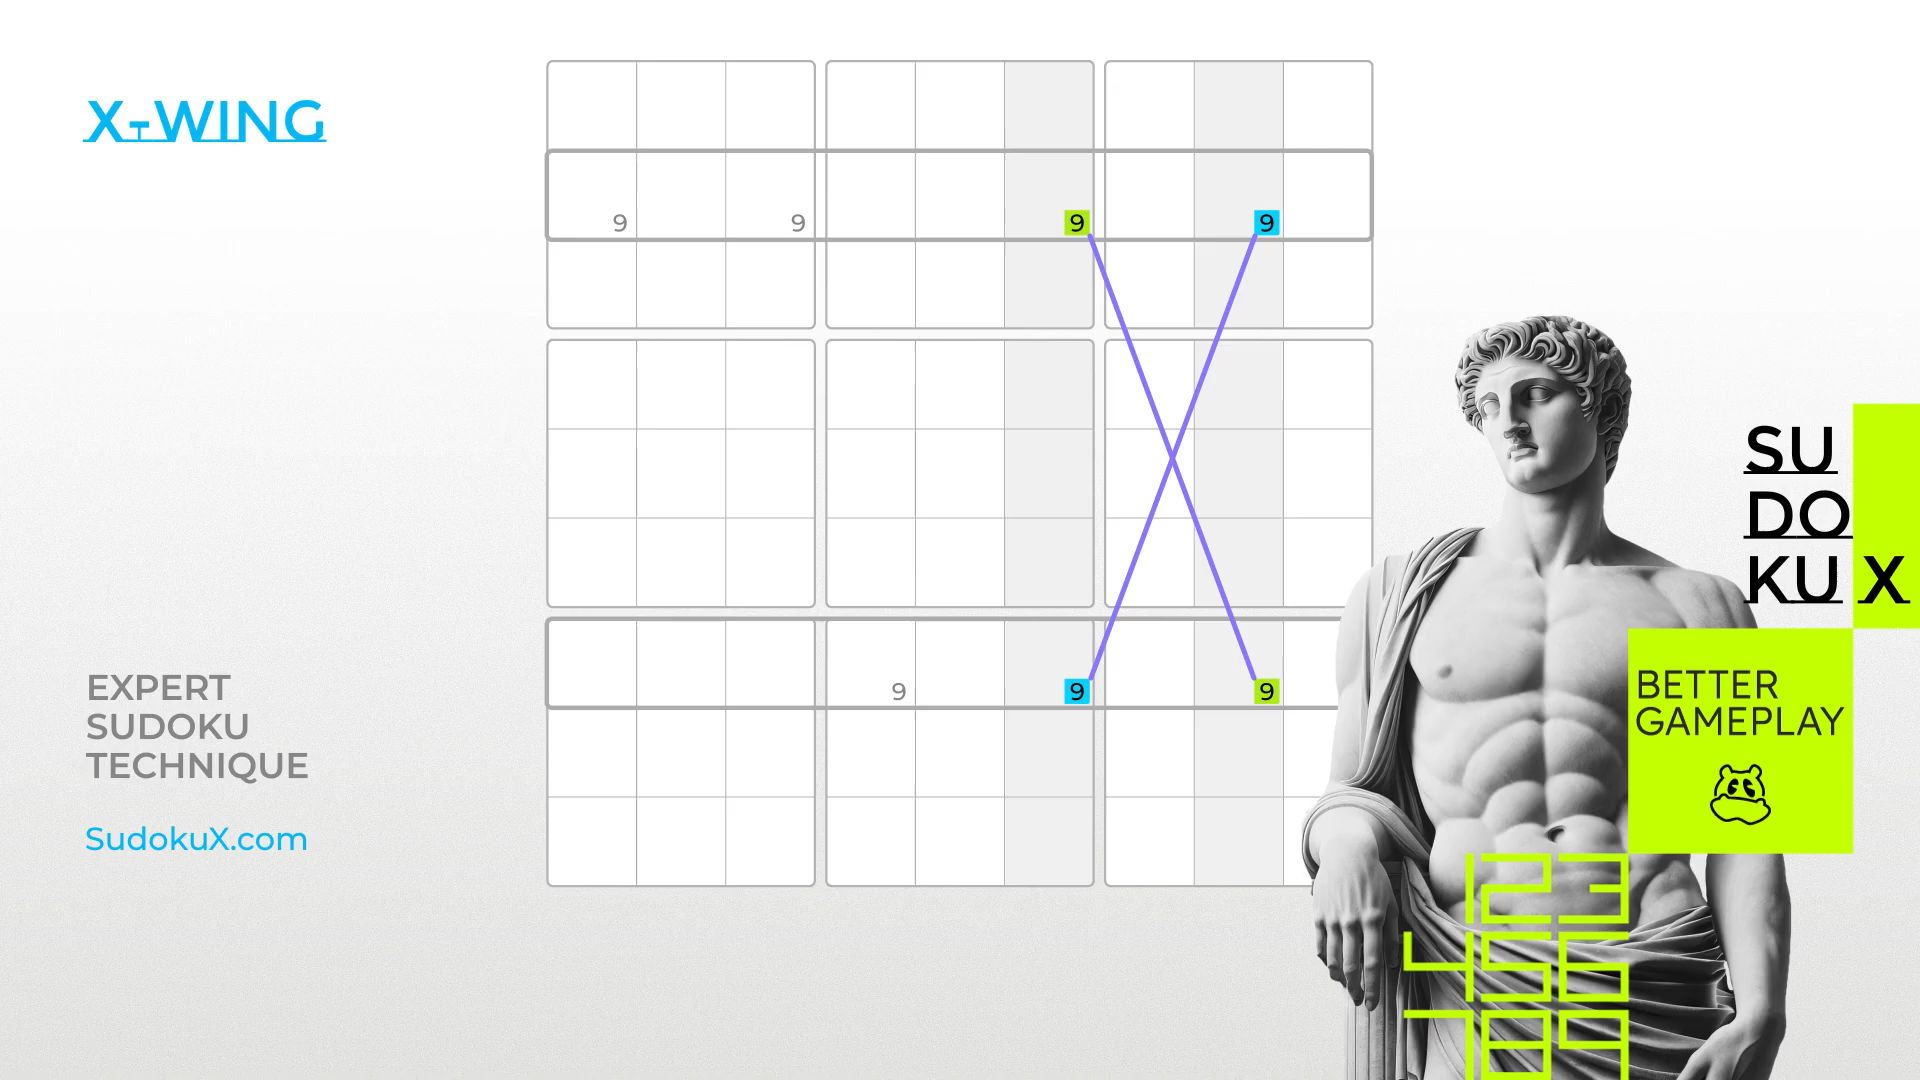 X-WING
9 9 9 9
9 9 9
EXPERT
SUDOKU
TECHNIQUE
SudokuX.com
SU
DO
KU X
BETTER
GAMEPLAY
123
456
789